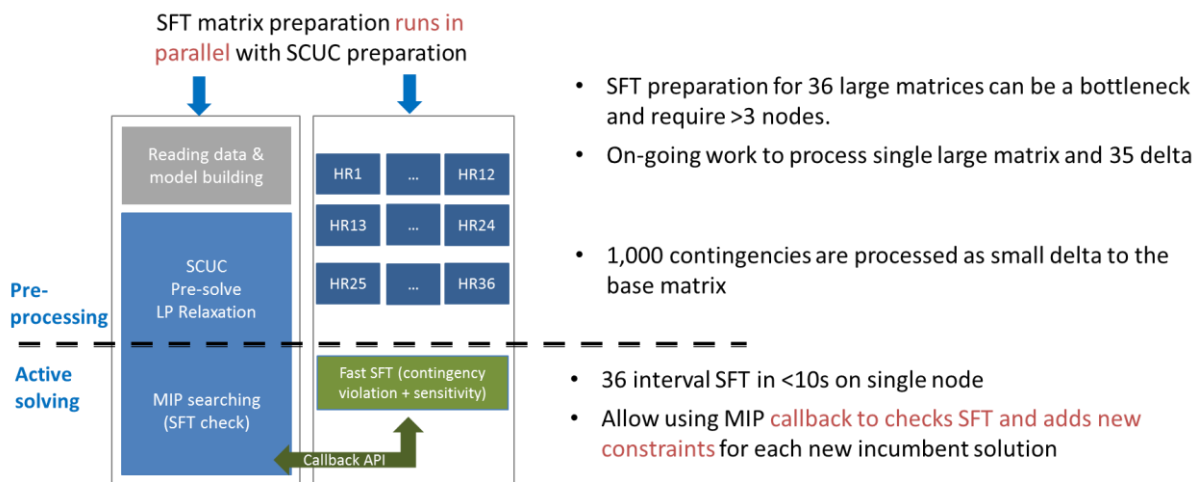 SFT matrix preparation runs in
parallel with SCUC preparation
Reading data &
model building
SCUC
Pre-solve
LP Relaxation
MIP searching
(SFT check)
HR1
...
HR12
HR13
...
HR24
HR25
...
HR36
Fast SFT (contingency
violation + sensitivity)
Callback API
Pre-
processing
Active
solving
• SFT preparation for 36 large matrices can be a bottleneck
and require >3 nodes.
• On-going work to process single large matrix and 35 delta
• 1,000 contingencies are processed as small delta to the
base matrix
• 36 interval SFT in <10s on single node
• Allow using MIP callback to checks SFT and adds new
constraints for each new incumbent solution